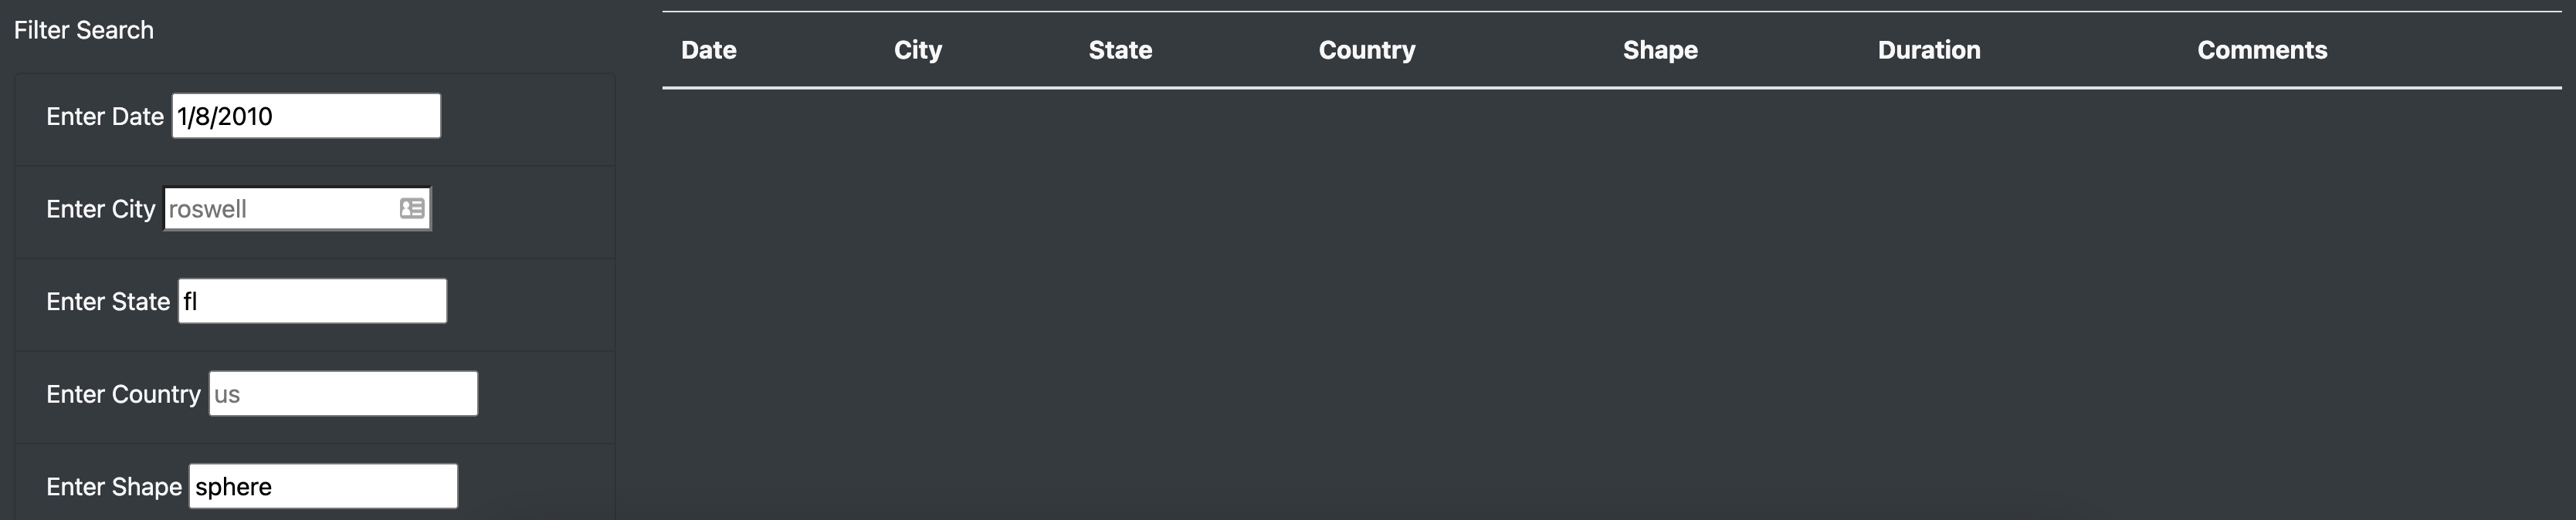 Filter Search
Enter Date 1/8/2010
Enter City roswell
Enter State fl
Enter Country us
Enter Shape sphere
Date City State Country Shape Duration Comments